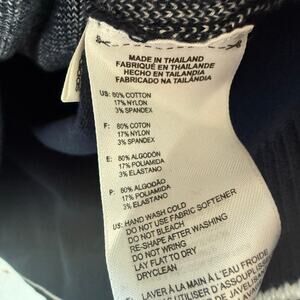 MADE IN THAILAND
FABRIQUÉ EN THAILANDE
HECHO EN TAILANDIA
FABRICADO NA TAILÂNDIA
US: 80% COTTON
17% NYLON
3% SPANDEX
F: 80% COTON
17% NYLON
3% SPANDEX
E: 80% ALGODÓN
17% POLIAMIDA
3% ELASTANO
P: 80% ALGODÃO
17% POLIAMIDA
3% ELASTANO
US: HAND WASH COLD
DO NOT USE FABRIC SOFTENER
DO NOT BLEACH
RE-SHAPE AFTER WASHING
DO NOT WRING
LAY FLAT TO DRY
DRYCLEAN
LAVER À LA MAIN À L'EAU FROIDE